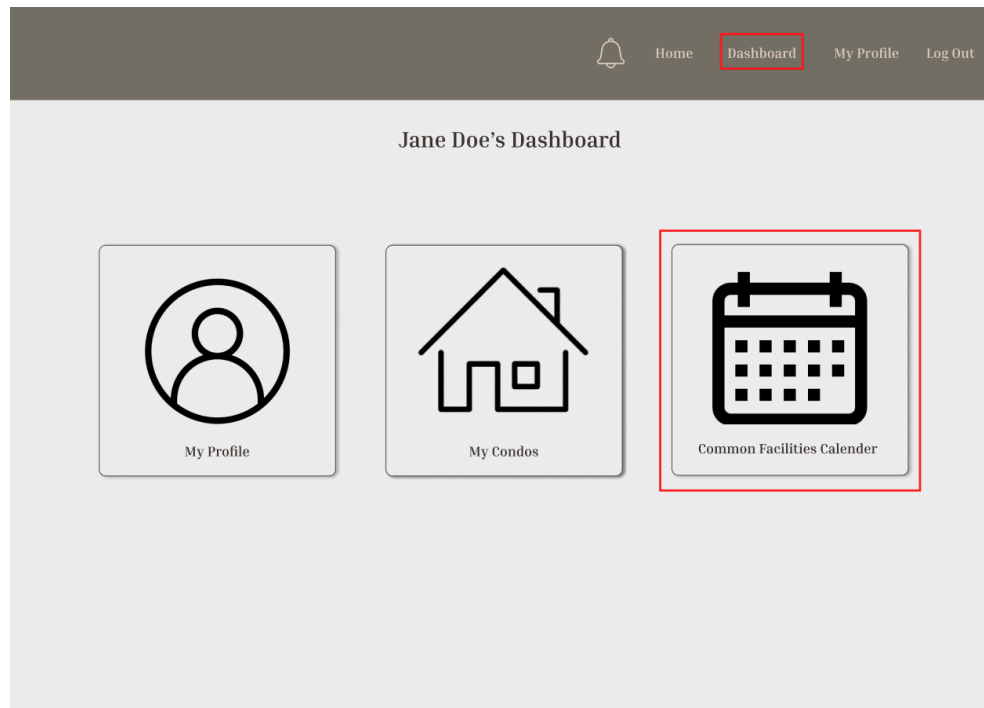 Home Dashboard My Profile Log Out
Jane Doe’s Dashboard
My Profile
My Condos
Common Facilities Calender